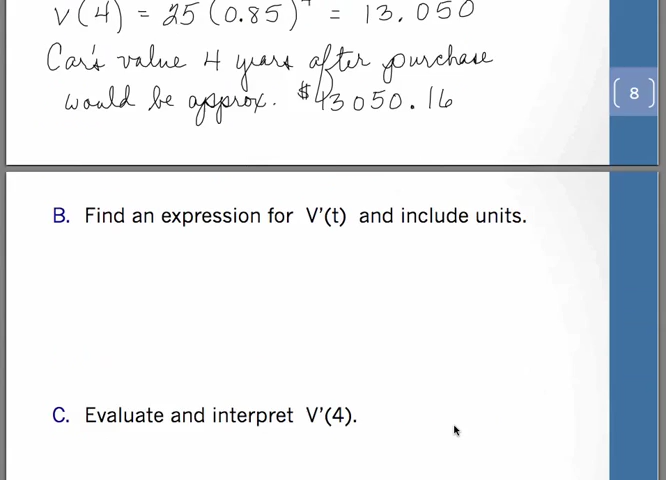 V(4) = 25(0.85)⁴ = 13.050
Car's value 4 years after purchase
would be approx. $13050.16
8
B. Find an expression for V'(t) and include units.
C. Evaluate and interpret V'(4).